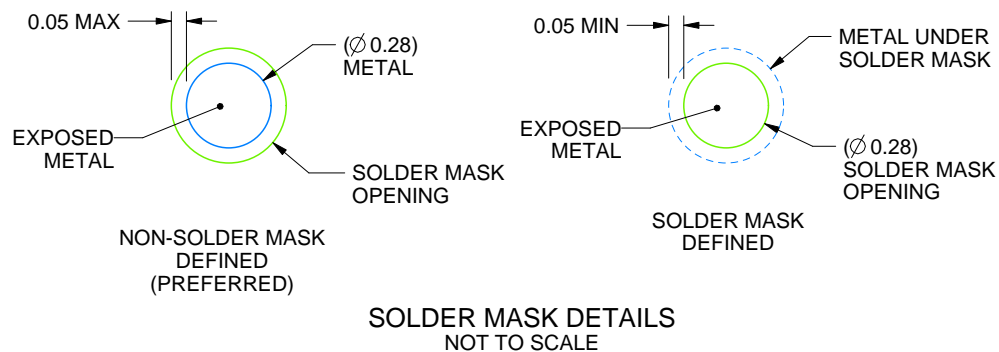 0.05 MAX
(∅ 0.28)
METAL
EXPOSED
METAL
SOLDER MASK
OPENING
NON-SOLDER MASK
DEFINED
(PREFERRED)
0.05 MIN
METAL UNDER
SOLDER MASK
EXPOSED
METAL
(∅ 0.28)
SOLDER MASK
OPENING
SOLDER MASK
DEFINED
SOLDER MASK DETAILS
NOT TO SCALE